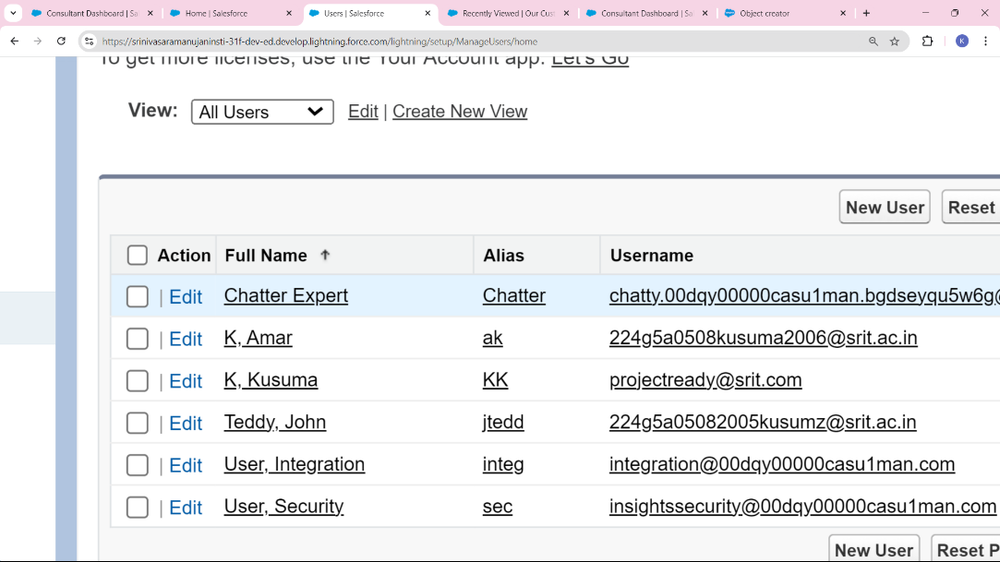 Consultant Dashboard | Sal
Home | Salesforce
Users | Salesforce
Recently Viewed | Our Cust
Consultant Dashboard | Sal
Object creator
https://srinivasaramanujaninsti-31f-dev-ed.develop.lightning.force.com/lightning/setup/ManageUsers/home
K
To get more licenses, use the Your Account app. Let's Go
View: All Users Edit | Create New View
New User Reset
Action Full Name Alias Username
| Edit Chatter Expert Chatter chatty.00dqy00000casu1man.bgdseyqu5w6g@
| Edit K, Amar ak 224g5a0508kusuma2006@srit.ac.in
| Edit K, Kusuma KK projectready@srit.com
| Edit Teddy, John jtedd 224g5a05082005kusumz@srit.ac.in
| Edit User, Integration integ integration@00dqy00000casu1man.com
| Edit User, Security sec insightssecurity@00dqy00000casu1man.com
New User Reset P